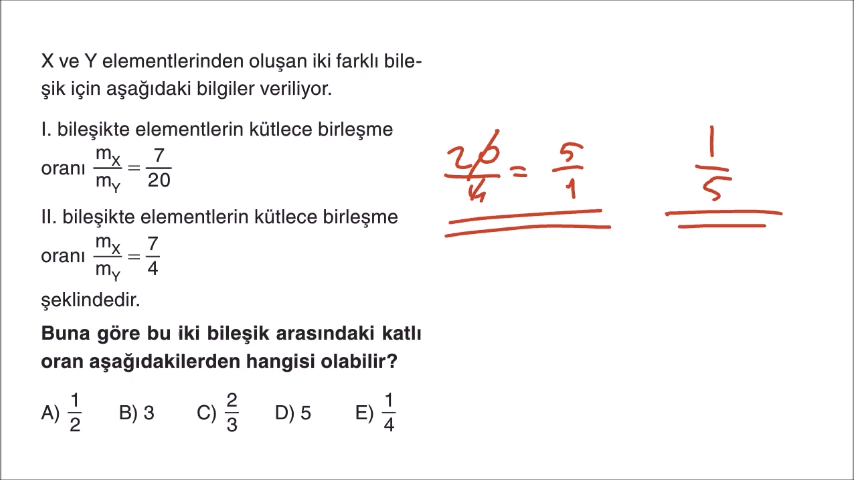 X ve Y elementlerinden oluşan iki farklı bile-
şik için aşağıdaki bilgiler veriliyor.
I. bileşikte elementlerin kütlece birleşme
oranı mX/mY = 7/20
II. bileşikte elementlerin kütlece birleşme
oranı mX/mY = 7/4
şeklindedir.
Buna göre bu iki bileşik arasındaki katlı
oran aşağıdakilerden hangisi olabilir?
A) 1/2 B) 3 C) 2/3 D) 5 E) 1/4
20/4 = 5/1
1/5